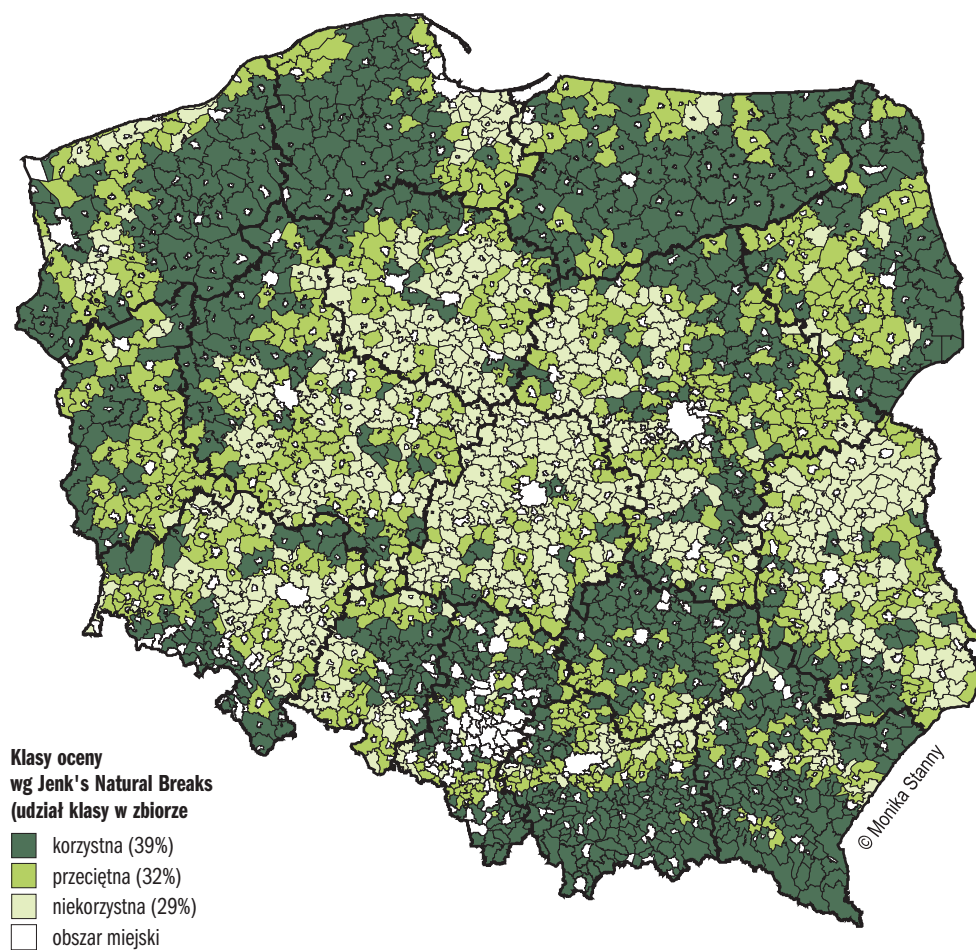 Klasy oceny
wg Jenk's Natural Breaks
(udział klasy w zbiorze
korzystna (39%)
przeciętna (32%)
niekorzystna (29%)
obszar miejski
© Monika Stanny